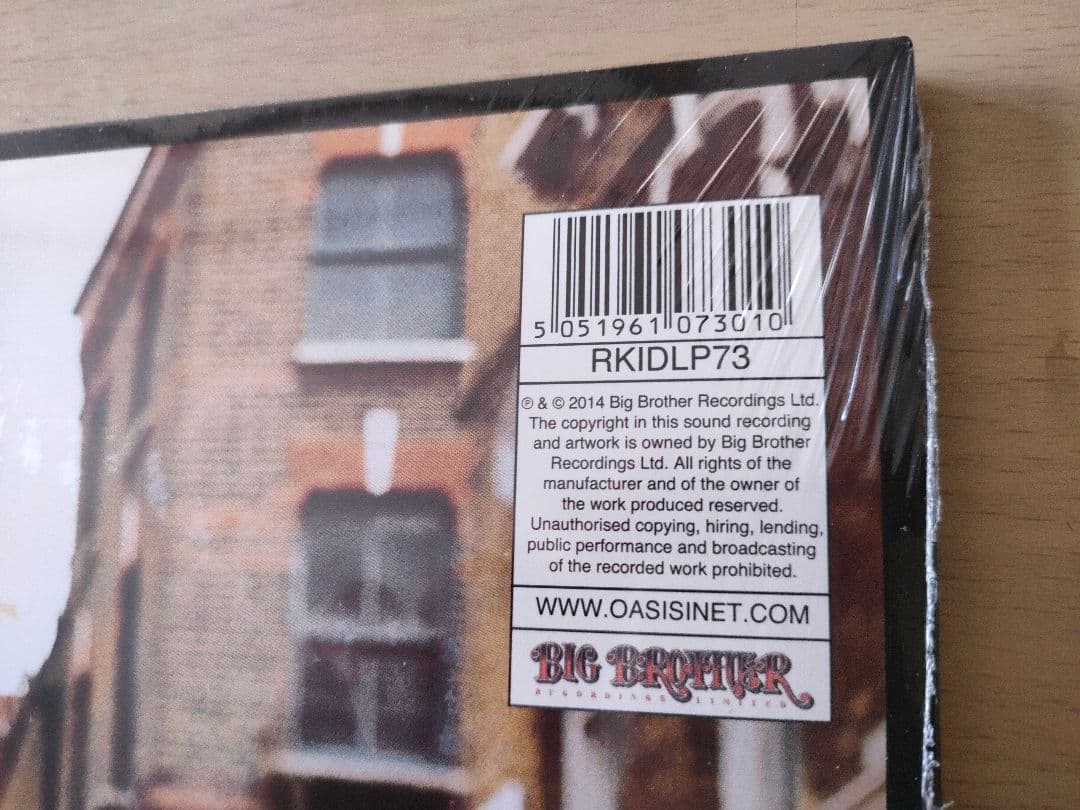 5 051961 073010
RKIDLP73
℗ & © 2014 Big Brother Recordings Ltd.
The copyright in this sound recording
and artwork is owned by Big Brother
Recordings Ltd. All rights of the
manufacturer and of the owner of
the work produced reserved.
Unauthorised copying, hiring, lending,
public performance and broadcasting
of the recorded work prohibited.
WWW.OASISINET.COM
BIG BROTHER
RECORDINGS LIMITED